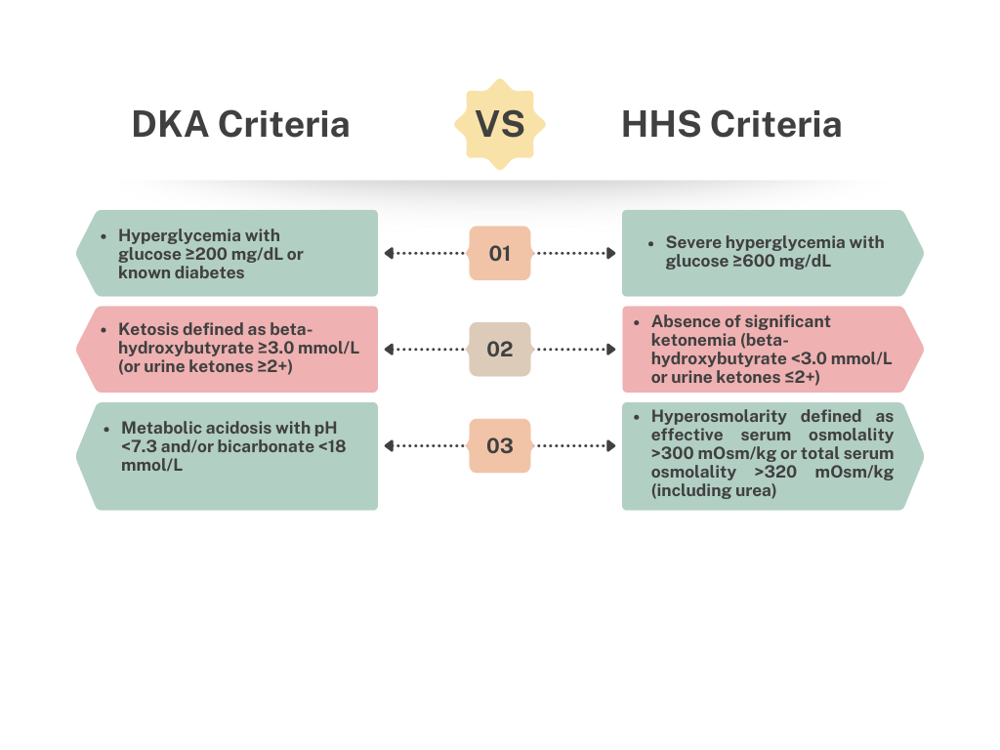 DKA Criteria
VS
HHS Criteria
• Hyperglycemia with
glucose ≥200 mg/dL or
known diabetes
01
• Severe hyperglycemia with
glucose ≥600 mg/dL
• Ketosis defined as beta-
hydroxybutyrate ≥3.0 mmol/L
(or urine ketones ≥2+)
02
• Absence of significant
ketonemia (beta-
hydroxybutyrate <3.0 mmol/L
or urine ketones ≤2+)
• Metabolic acidosis with pH
<7.3 and/or bicarbonate <18
mmol/L
03
• Hyperosmolarity defined as
effective serum osmolality
>300 mOsm/kg or total serum
osmolality >320 mOsm/kg
(including urea)